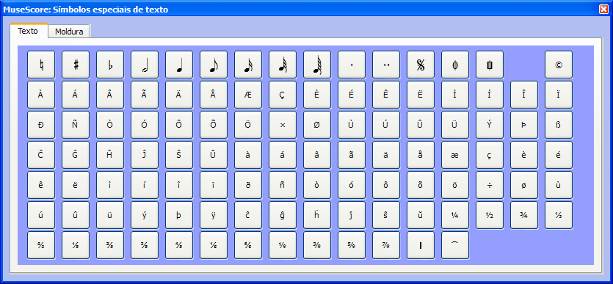 MuseScore: Símbolos especiais de texto
Texto Moldura
♮ ♯ ♭ 𝅗𝅥 ♩ ♪ 𝅘𝅥𝅯 𝅘𝅥𝅰 𝅘𝅥𝅱 · ·· 𝄋 𝄌 ©
À Á Â Ã Ä Å Æ Ç È É Ê Ë Ì Í Î Ï
Ð Ñ Ò Ó Ô Õ Ö × Ø Ù Ú Û Ü Ý Þ ß
Ĉ Ĝ Ĥ Ĵ Ŝ Ŭ à á â ã ä å æ ç è é
ê ë ì í î ï ð ñ ò ó ô õ ö ÷ ø ù
ú û ü ý þ ÿ ĉ ĝ ĥ ĵ ŝ ŭ ¼ ½ ¾ ⅓
⅔ ⅕ ⅖ ⅗ ⅘ ⅙ ⅚ ⅛ ⅜ ⅝ ⅞